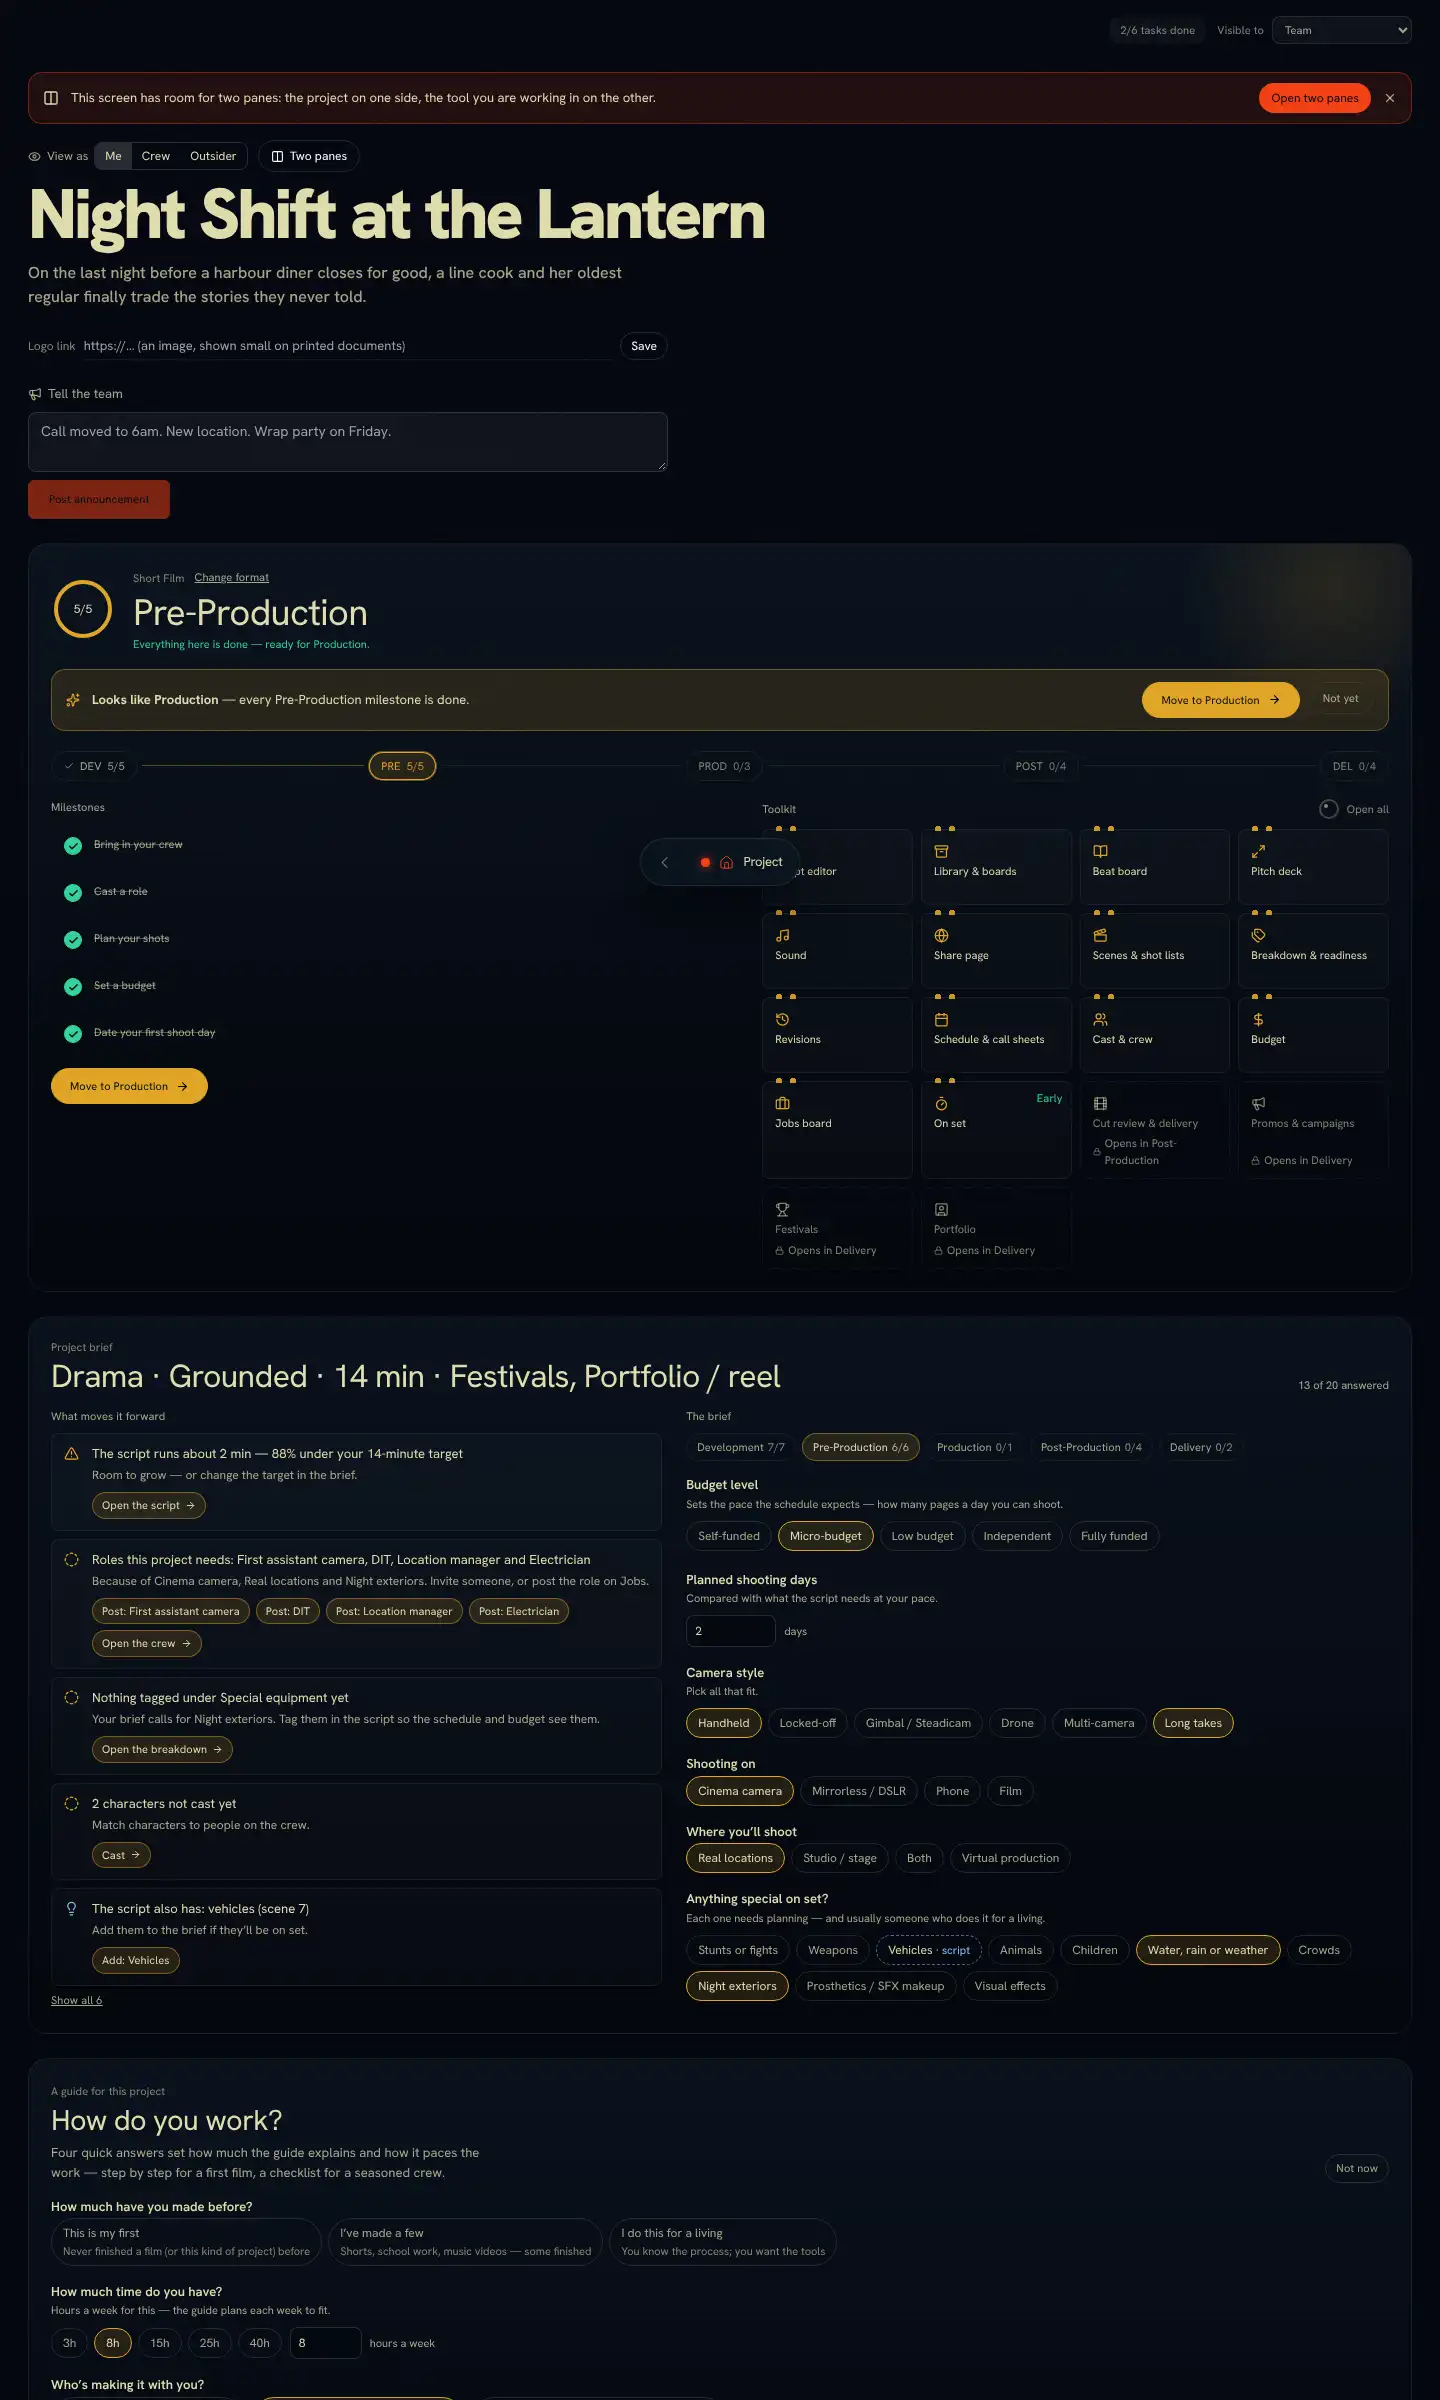 2/6 tasks done
Visible to
Team
This screen has room for two panes: the project on one side, the tool you are working in on the other.
Open two panes
View as
Me
Crew
Outsider
Two panes
Night Shift at the Lantern
On the last night before a harbour diner closes for good, a line cook and her oldest
regular finally trade the stories they never told.
Logo link
https://... (an image, shown small on printed documents)
Save
Tell the team
Call moved to 6am. New location. Wrap party on Friday.
Post announcement
5/5
Short Film
Change format
Pre-Production
Everything here is done — ready for Production.
Looks like Production — every Pre-Production milestone is done.
Move to Production
Not yet
DEV 5/5
PRE 5/5
PROD 0/3
POST 0/4
DEL 0/4
Milestones
Bring in your crew
Cast a role
Plan your shots
Set a budget
Date your first shoot day
Move to Production
Toolkit
Open all
Project
editor
Library & boards
Beat board
Pitch deck
Sound
Share page
Scenes & shot lists
Breakdown & readiness
Revisions
Schedule & call sheets
Cast & crew
Budget
Jobs board
Early
On set
Cut review & delivery
Opens in Post-
Production
Promos & campaigns
Opens in Delivery
Festivals
Opens in Delivery
Portfolio
Opens in Delivery
Project brief
Drama · Grounded · 14 min · Festivals, Portfolio / reel
13 of 20 answered
What moves it forward
The script runs about 2 min — 88% under your 14-minute target
Room to grow — or change the target in the brief.
Open the script
Roles this project needs: First assistant camera, DIT, Location manager and Electrician
Because of Cinema camera, Real locations and Night exteriors. Invite someone, or post the role on Jobs.
Post: First assistant camera
Post: DIT
Post: Location manager
Post: Electrician
Open the crew
Nothing tagged under Special equipment yet
Your brief calls for Night exteriors. Tag them in the script so the schedule and budget see them.
Open the breakdown
2 characters not cast yet
Match characters to people on the crew.
Cast
The script also has: vehicles (scene 7)
Add them to the brief if they’ll be on set.
Add: Vehicles
Show all 6
The brief
Development 7/7
Pre-Production 6/6
Production 0/1
Post-Production 0/4
Delivery 0/2
Budget level
Sets the pace the schedule expects — how many pages a day you can shoot.
Self-funded
Micro-budget
Low budget
Independent
Fully funded
Planned shooting days
Compared with what the script needs at your pace.
2
days
Camera style
Pick all that fit.
Handheld
Locked-off
Gimbal / Steadicam
Drone
Multi-camera
Long takes
Shooting on
Cinema camera
Mirrorless / DSLR
Phone
Film
Where you’ll shoot
Real locations
Studio / stage
Both
Virtual production
Anything special on set?
Each one needs planning — and usually someone who does it for a living.
Stunts or fights
Weapons
Vehicles · script
Animals
Children
Water, rain or weather
Crowds
Night exteriors
Prosthetics / SFX makeup
Visual effects
A guide for this project
How do you work?
Four quick answers set how much the guide explains and how it paces the
work — step by step for a first film, a checklist for a seasoned crew.
Not now
How much have you made before?
This is my first
Never finished a film (or this kind of project) before
I’ve made a few
Shorts, school work, music videos — some finished
I do this for a living
You know the process; you want the tools
How much time do you have?
Hours a week for this — the guide plans each week to fit.
3h
8h
15h
25h
40h
8
hours a week
Who’s making it with you?